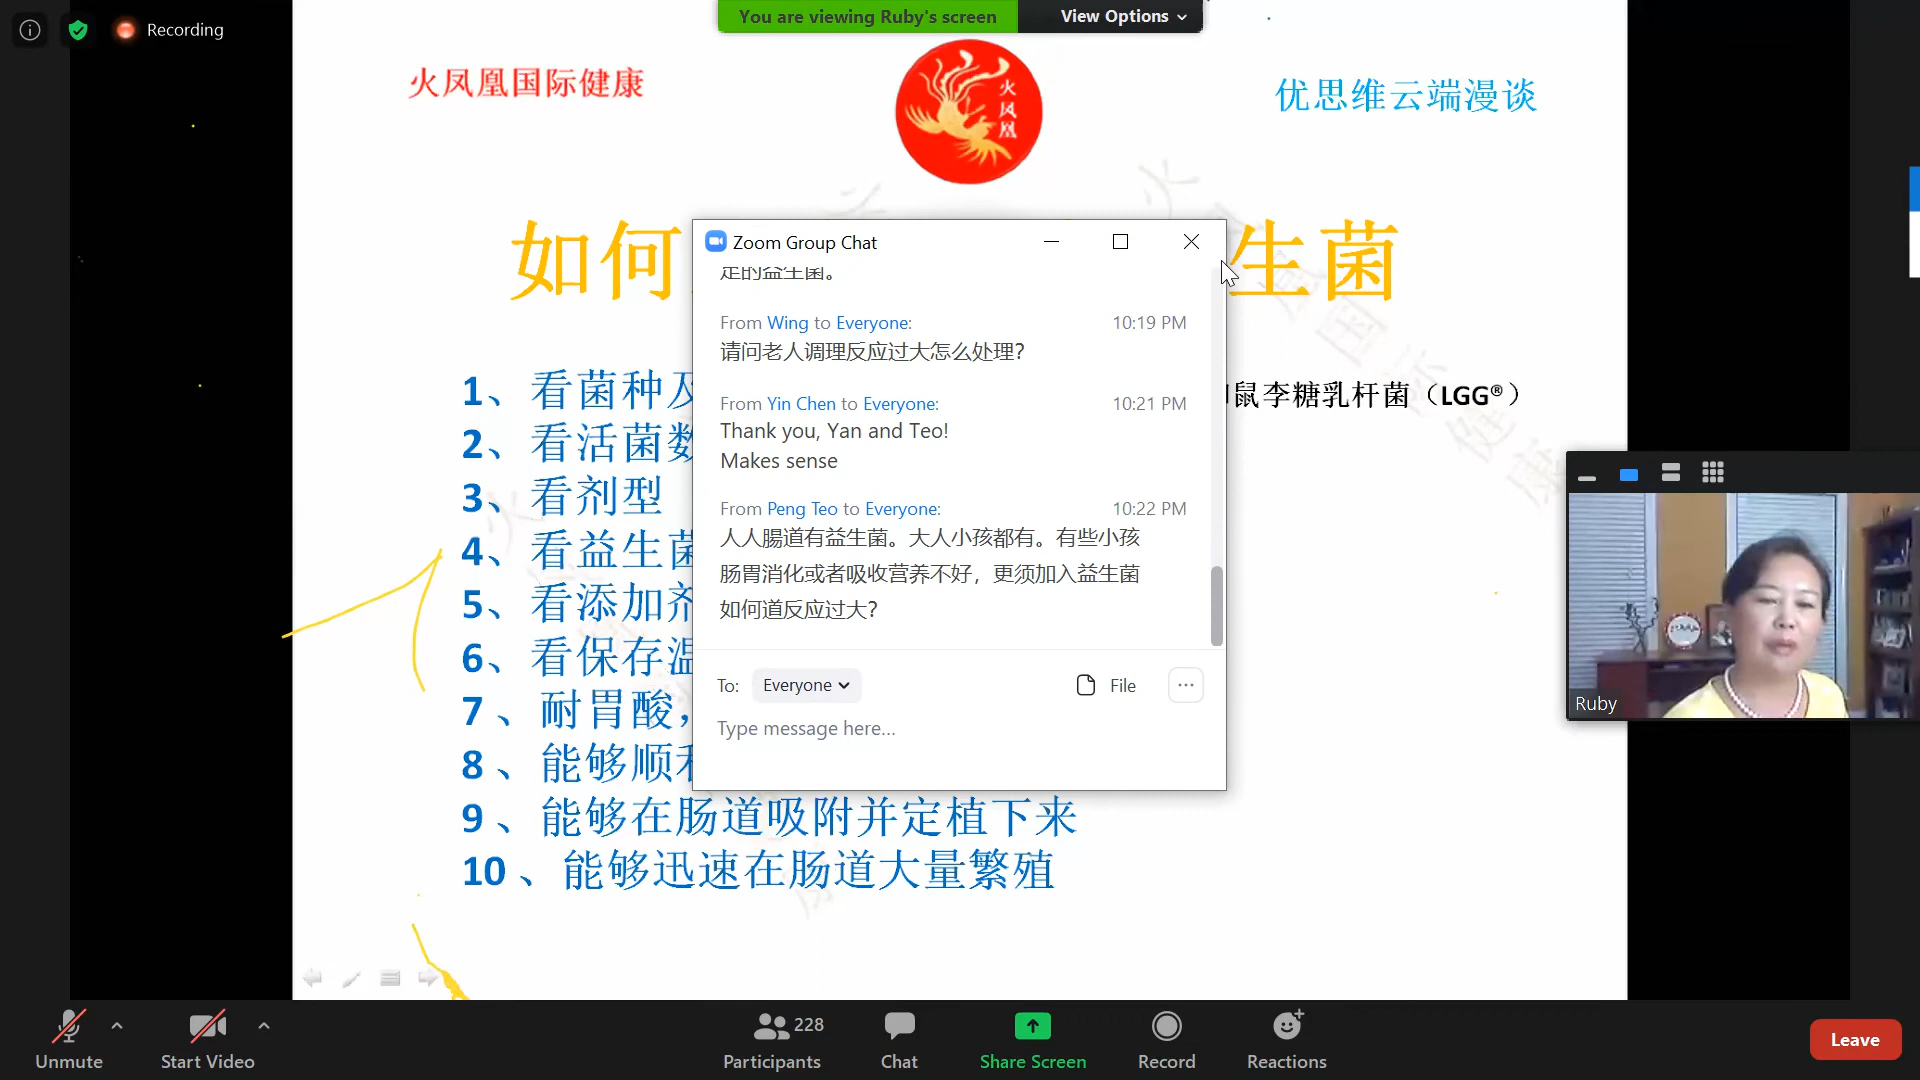 Recording
You are viewing Ruby's screen
View Options
火凤凰国际健康
火
凤
凰
优思维云端漫谈
如何
生菌
Zoom Group Chat
定的益生菌。
From Wing to Everyone: 10:19 PM
请问老人调理反应过大怎么处理?
From Yin Chen to Everyone: 10:21 PM
Thank you, Yan and Teo!
Makes sense
From Peng Teo to Everyone: 10:22 PM
人人腸道有益生菌。大人小孩都有。有些小孩
肠胃消化或者吸收营养不好，更须加入益生菌
如何道反应过大?
To: Everyone
File
Type message here...
1、看菌种及
鼠李糖乳杆菌（LGG®）
2、看活菌数
3、看剂型
4、看益生菌
5、看添加剂
6、看保存温
7 、耐胃酸，
8 、能够顺利
9 、能够在肠道吸附并定植下来
10 、能够迅速在肠道大量繁殖
Ruby
Unmute
Start Video
228
Participants
Chat
Share Screen
Record
Reactions
Leave